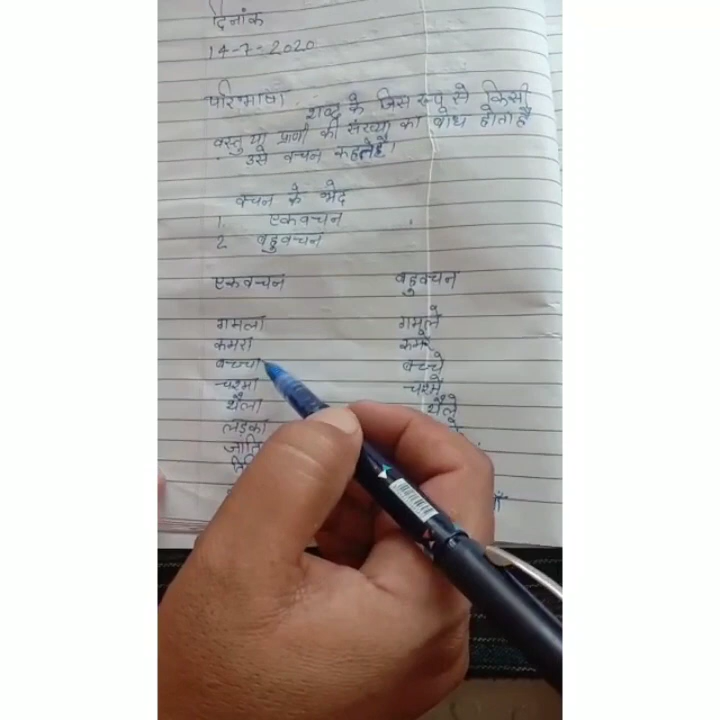 दिनांक
14-7-2020
परिभाषा
शब्द के जिस रूप से किसी
वस्तु या प्राणी की संख्या का बोध होता है
उसे वचन कहते है।
वचन के भेद
1. एकवचन
2 बहुवचन
एकवचन बहुवचन
गमला गमले
कमरा कमरे
बच्चा बच्चे
चश्मा चश्मे
थैला थैले
लड़का
जाति